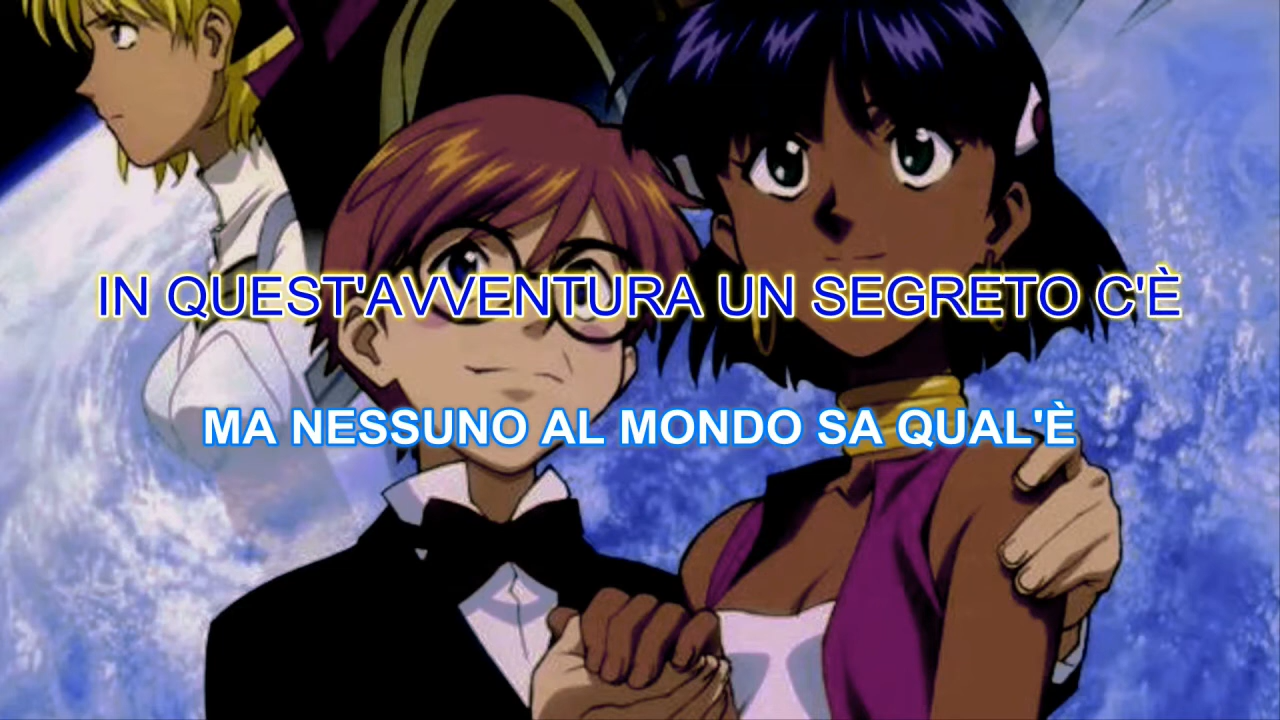 IN QUEST'AVVENTURA UN SEGRETO C'È
MA NESSUNO AL MONDO SA QUAL'È